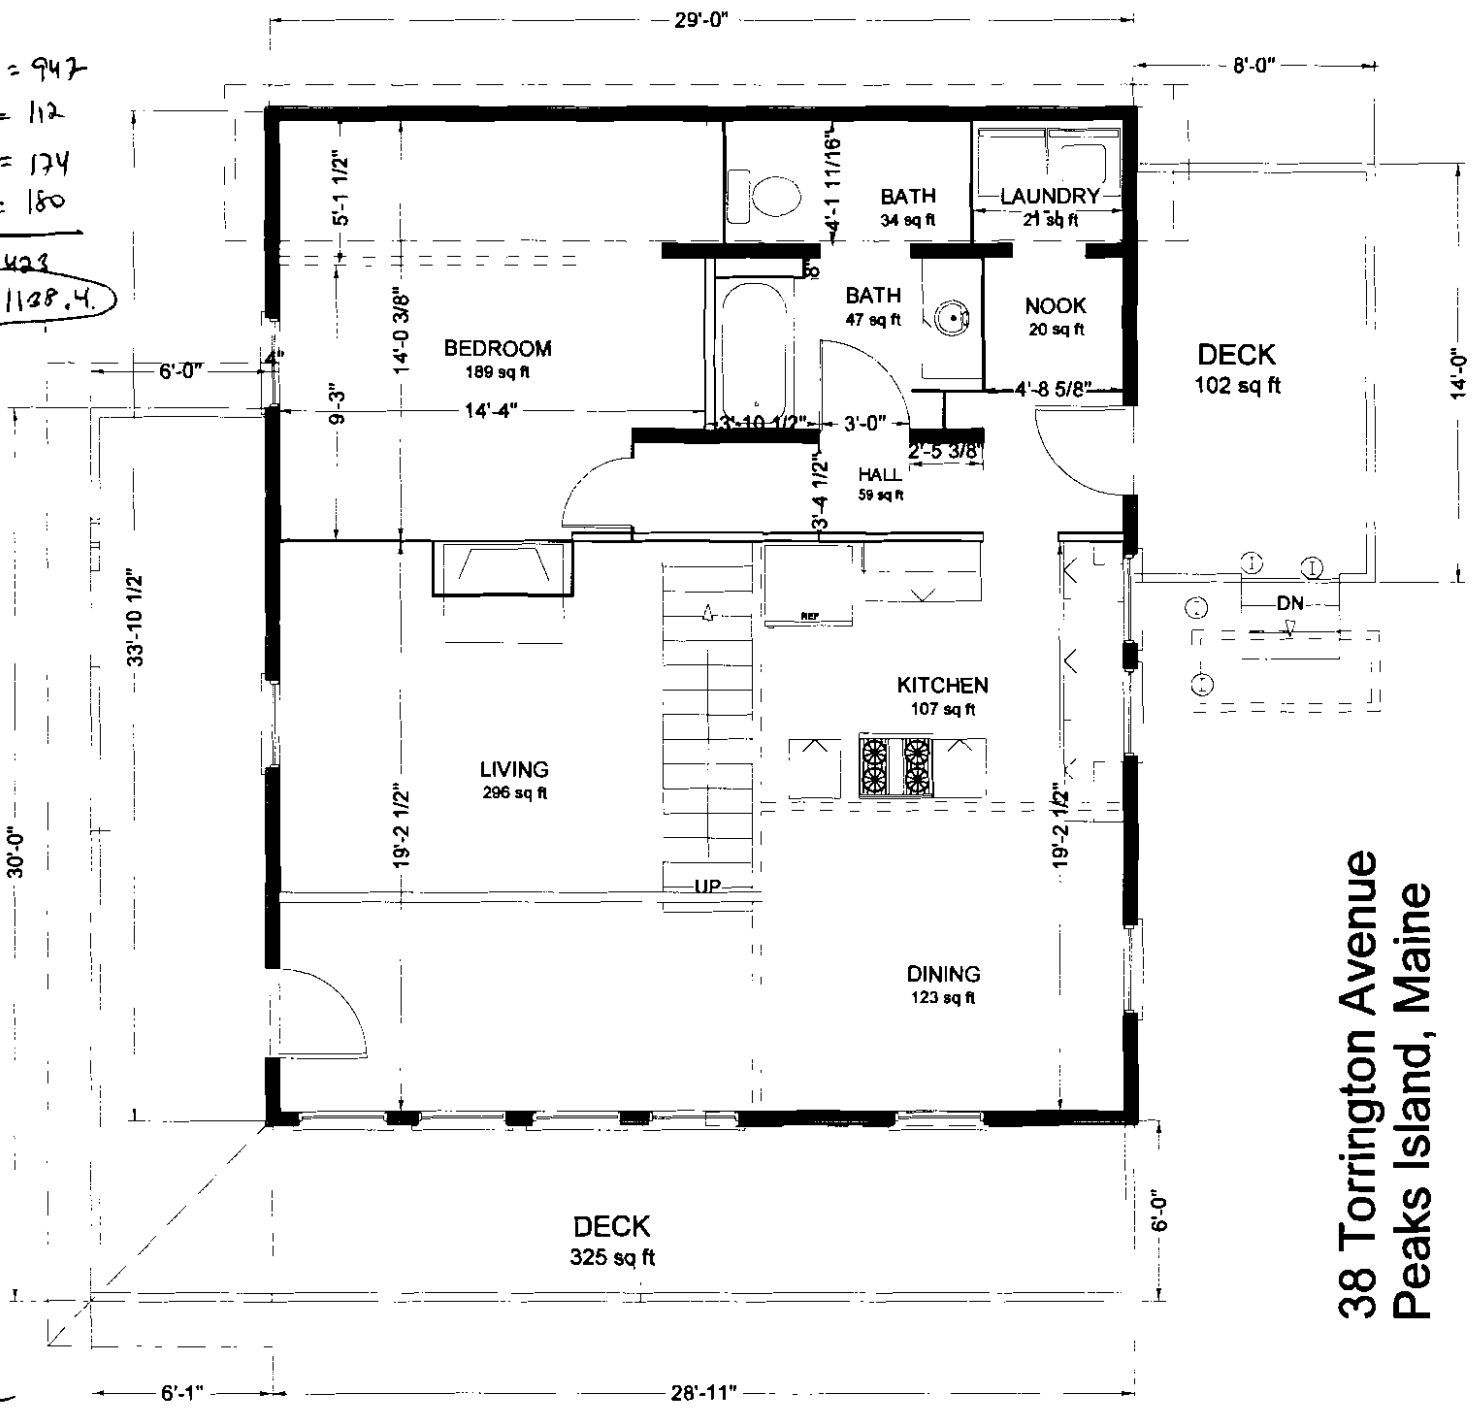 29'-0"
8'-0"
= 947
= 112
= 174
= 180
423
1138.4.
5'-1 1/2"
14'-0 3/8"
9'-3"
4'-1 11/16"
BATH
34 sq ft
LAUNDRY
21 sq ft
8"
BATH
47 sq ft
NOOK
20 sq ft
BEDROOM
189 sq ft
14'-4"
4"
6'-0"
DECK
102 sq ft
14'-0"
4'-8 5/8"
3'-10 1/2"
3'-0"
2'-5 3/8"
HALL
59 sq ft
3'-4 1/2"
33'-10 1/2"
REF
DN
KITCHEN
107 sq ft
LIVING
296 sq ft
19'-2 1/2"
19'-2 1/2"
30'-0"
UP
DINING
123 sq ft
DECK
325 sq ft
6'-0"
6'-1"
28'-11"
38 Torrington Avenue
Peaks Island, Maine